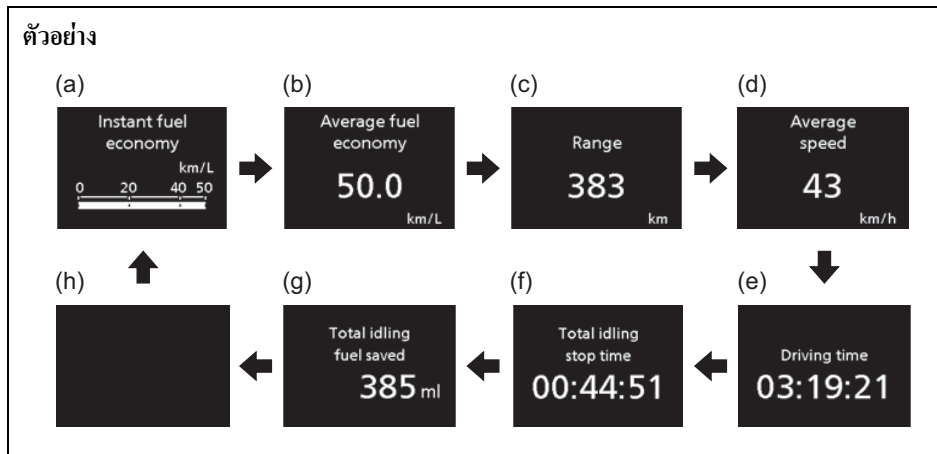 ตัวอย่าง
(a)
Instant fuel
economy
km/L
0 20 40 50
(b)
Average fuel
economy
50.0
km/L
(c)
Range
383
km
(d)
Average
speed
43
km/h
(e)
Driving time
03:19:21
(f)
Total idling
stop time
00:44:51
(g)
Total idling
fuel saved
385 ml
(h)